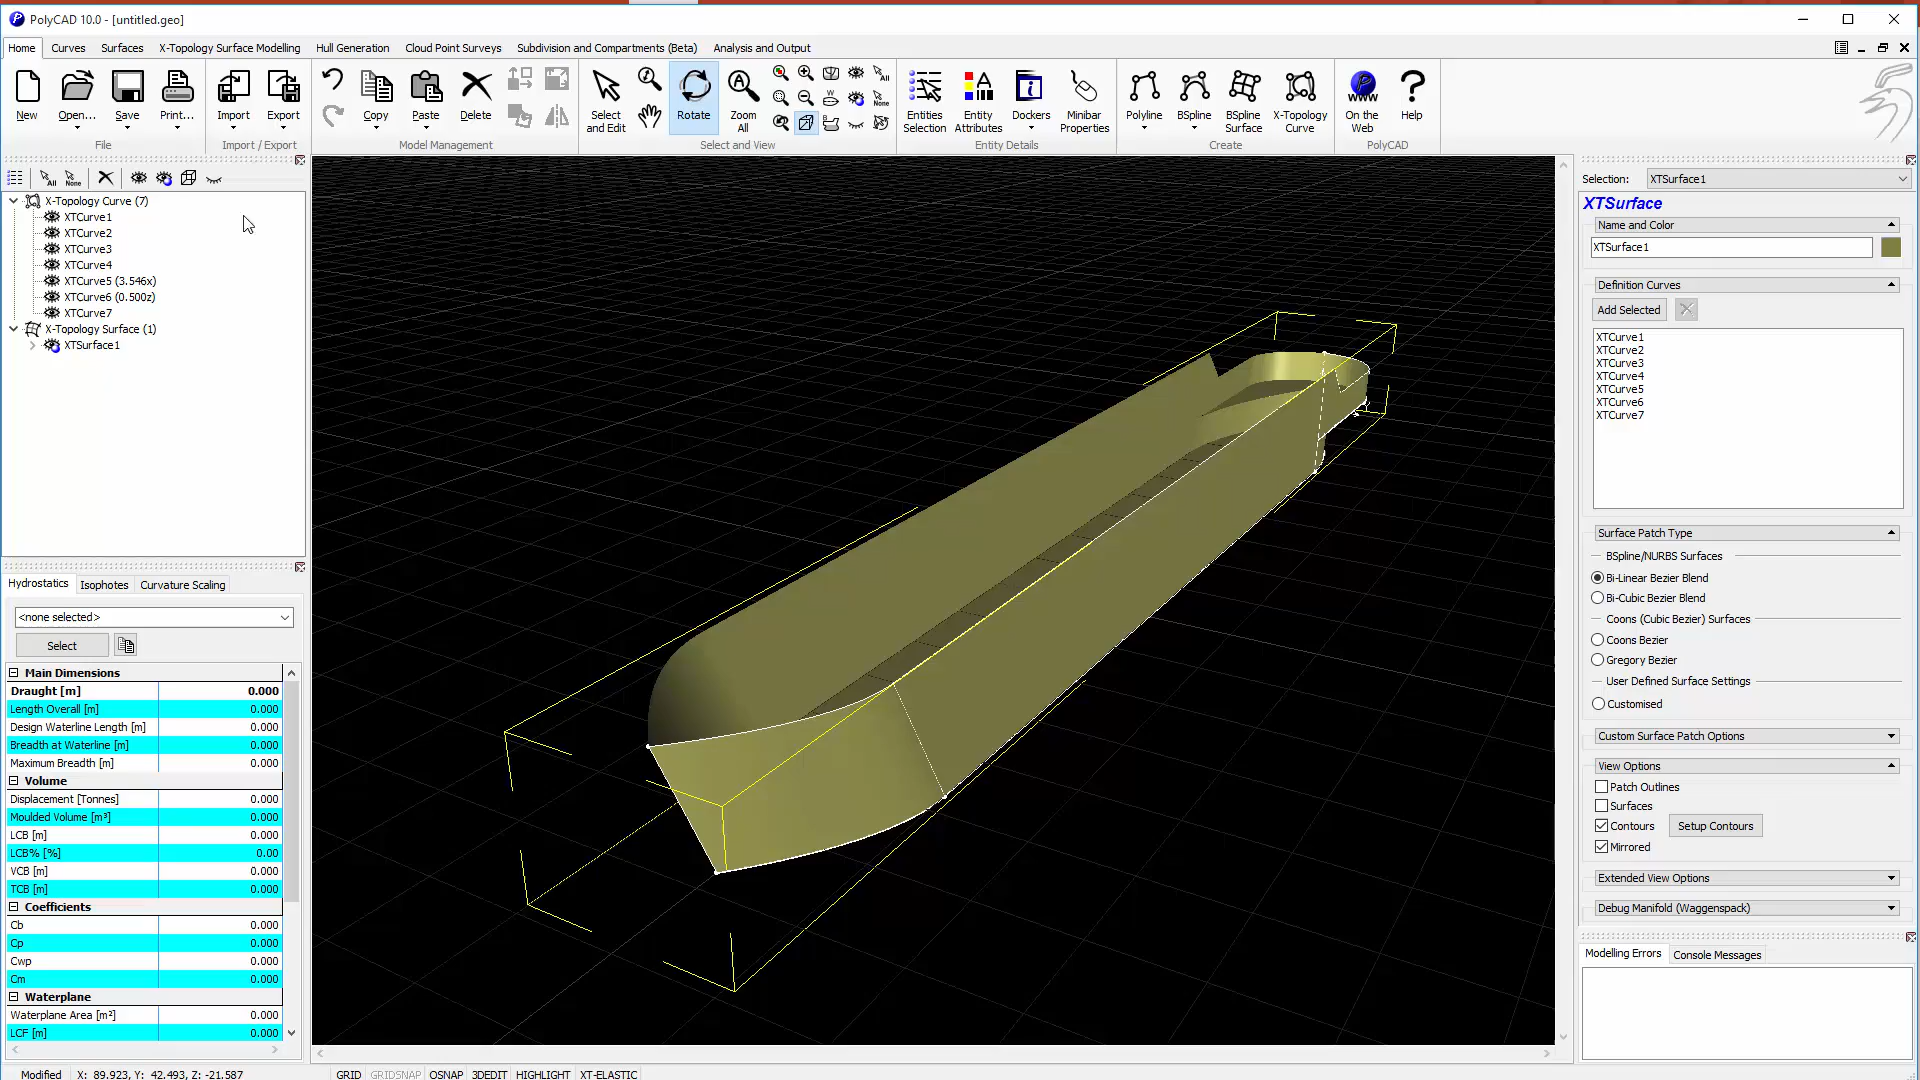 PolyCAD 10.0 - [untitled.geo]
Home Curves Surfaces X-Topology Surface Modelling Hull Generation Cloud Point Surveys Subdivision and Compartments (Beta) Analysis and Output
New Open... Save Print... Import Export Copy Paste Delete Select and Edit Rotate Zoom All Entities Selection Entity Attributes Dockers Minibar Properties Polyline BSpline BSpline Surface X-Topology Curve On the Web Help
File Import / Export Model Management Select and View Entity Details Create PolyCAD
X-Topology Curve (7)
XTCurve1
XTCurve2
XTCurve3
XTCurve4
XTCurve5 (3.546x)
XTCurve6 (0.500z)
XTCurve7
X-Topology Surface (1)
XTSurface1
Hydrostatics Isophotes Curvature Scaling
<none selected>
Select
Main Dimensions
Draught [m] 0.000
Length Overall [m] 0.000
Design Waterline Length [m] 0.000
Breadth at Waterline [m] 0.000
Maximum Breadth [m] 0.000
Volume
Displacement [Tonnes] 0.000
Moulded Volume [m³] 0.000
LCB [m] 0.000
LCB% [%] 0.00
VCB [m] 0.000
TCB [m] 0.000
Coefficients
Cb 0.000
Cp 0.000
Cwp 0.000
Cm 0.000
Waterplane
Waterplane Area [m²] 0.000
LCF [m] 0.000
Selection: XTSurface1
XTSurface
Name and Color
XTSurface1
Definition Curves
Add Selected
XTCurve1
XTCurve2
XTCurve3
XTCurve4
XTCurve5
XTCurve6
XTCurve7
Surface Patch Type
BSpline/NURBS Surfaces
Bi-Linear Bezier Blend
Bi-Cubic Bezier Blend
Coons (Cubic Bezier) Surfaces
Coons Bezier
Gregory Bezier
User Defined Surface Settings
Customised
Custom Surface Patch Options
View Options
Patch Outlines
Surfaces
Contours Setup Contours
Mirrored
Extended View Options
Debug Manifold (Waggenspack)
Modelling Errors Console Messages
Modified X: 89.923, Y: 42.493, Z: -21.587 GRID GRIDSNAP OSNAP 3DEDIT HIGHLIGHT XT-ELASTIC